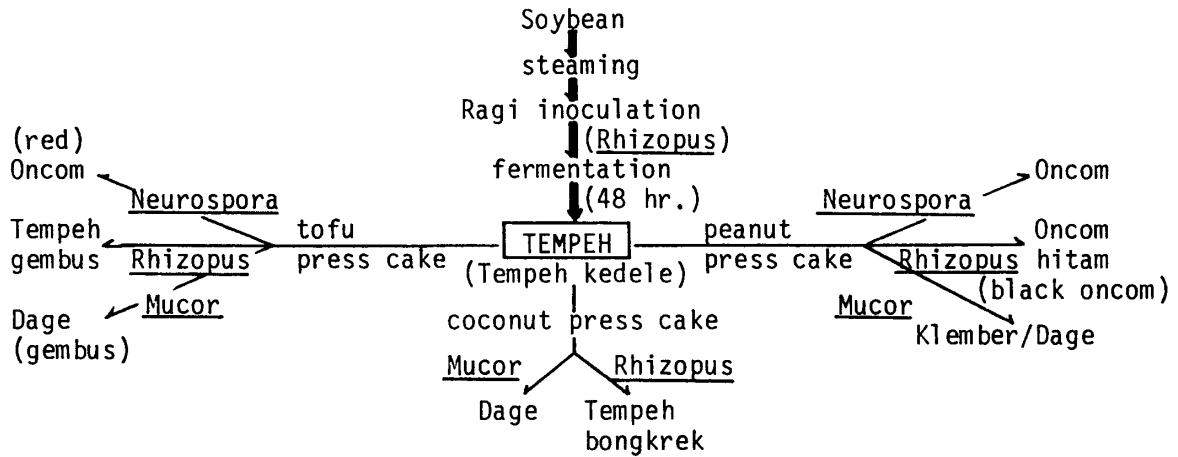 Soybean
steaming
Ragi inoculation
(Rhizopus)
fermentation
(48 hr.)
TEMPEH
(Tempeh kedele)
(red)
Oncom
Neurospora
Tempeh
gembus
Rhizopus
Mucor
Dage
(gembus)
tofu
press cake
peanut
press cake
Neurospora
Oncom
Rhizopus
Oncom
hitam
(black oncom)
Mucor
Klember/Dage
coconut press cake
Mucor
Rhizopus
Dage
Tempeh
bongkrek